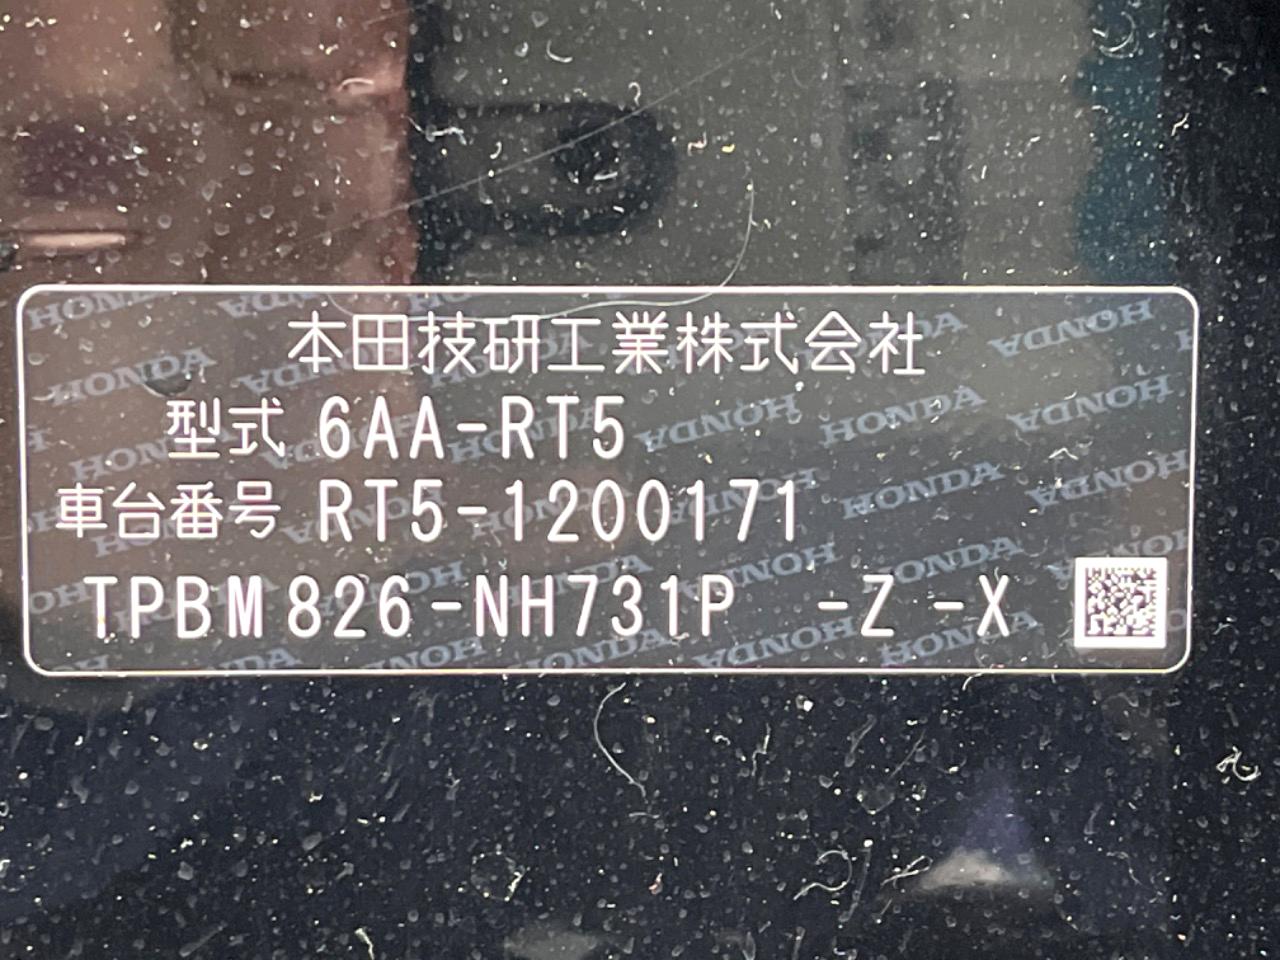 本田技研工業株式会社
型式 6AA-RT5
車台番号 RT5-1200171
TPBM826-NH731P -Z -X